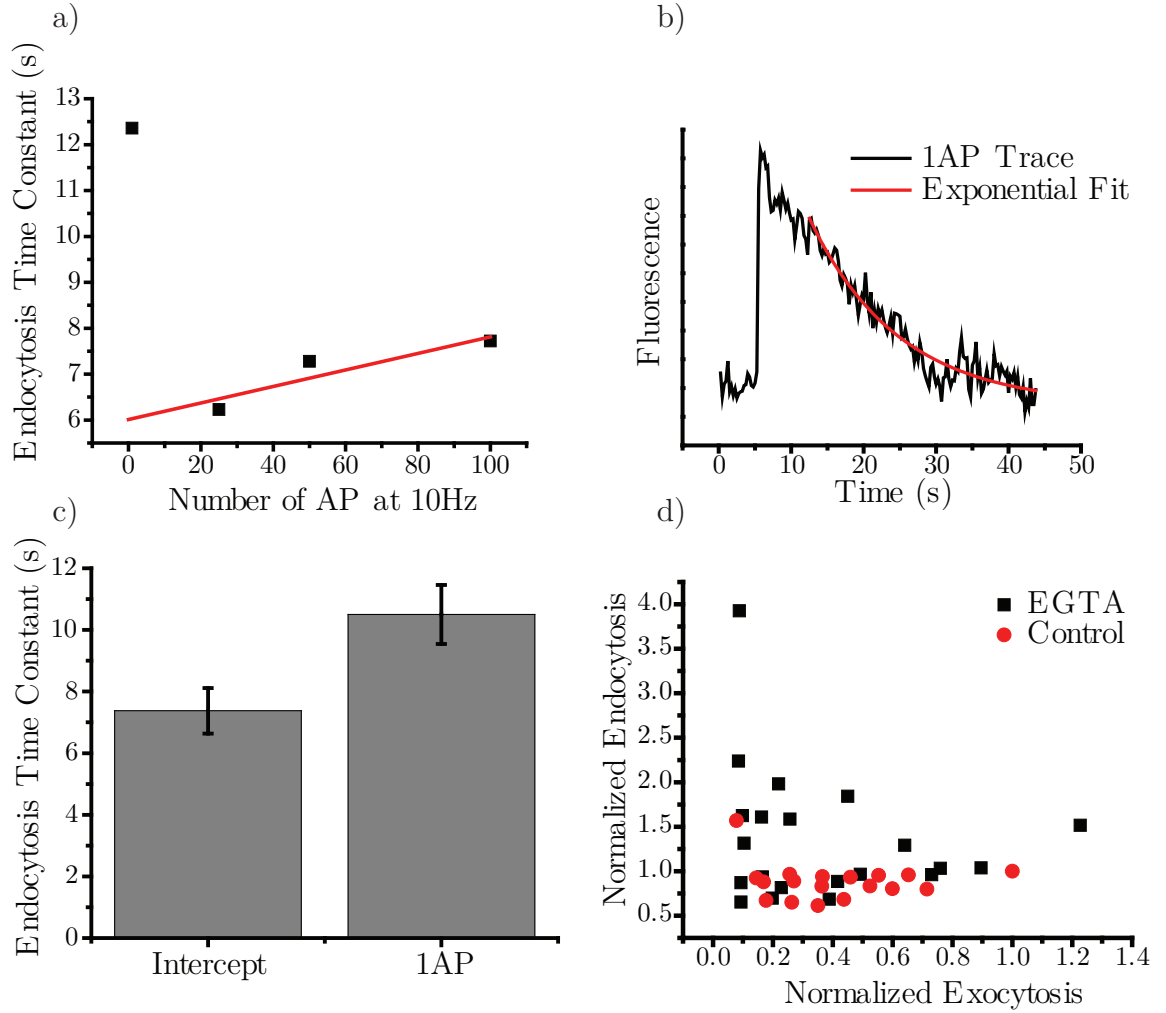 a)
Endocytosis Time Constant (s)
13
12
11
10
9
8
7
6
0 20 40 60 80 100
Number of AP at 10Hz
b)
Fluorescence
1AP Trace
Exponential Fit
0 10 20 30 40 50
Time (s)
c)
Endocytosis Time Constant (s)
12
10
8
6
4
2
0
Intercept 1AP
d)
Normalized Endocytosis
4.0
3.5
3.0
2.5
2.0
1.5
1.0
0.5
EGTA
Control
0.0 0.2 0.4 0.6 0.8 1.0 1.2 1.4
Normalized Exocytosis